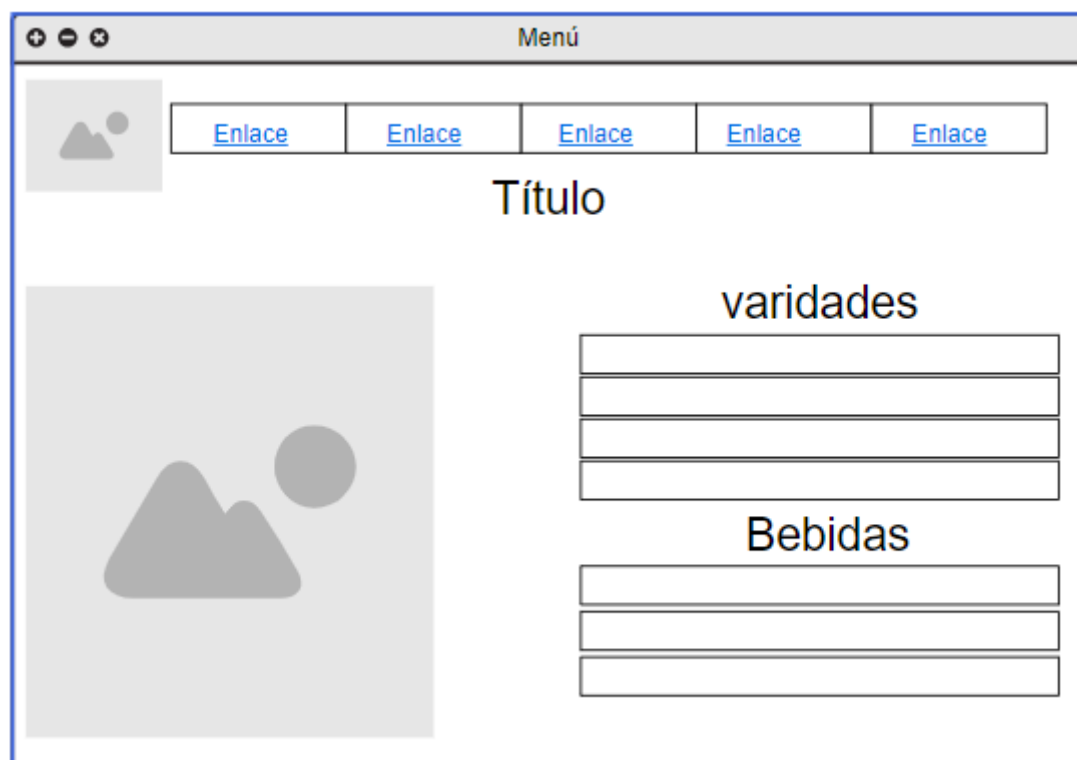 Menú
Enlace Enlace Enlace Enlace Enlace
Título
varidades
Bebidas